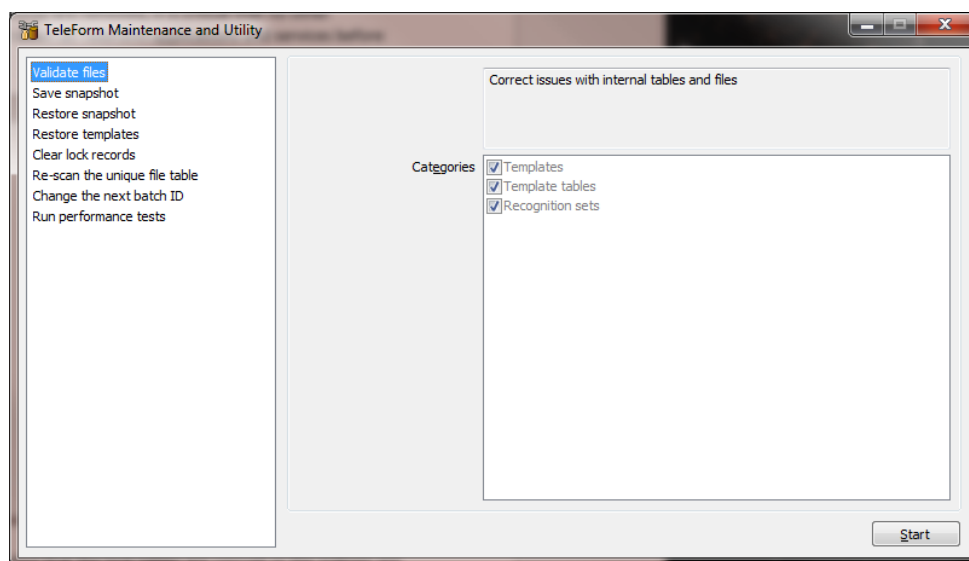 TeleForm Maintenance and Utility
services before
Validate files
Save snapshot
Restore snapshot
Restore templates
Clear lock records
Re-scan the unique file table
Change the next batch ID
Run performance tests
Correct issues with internal tables and files
Categories
Templates
Template tables
Recognition sets
Start